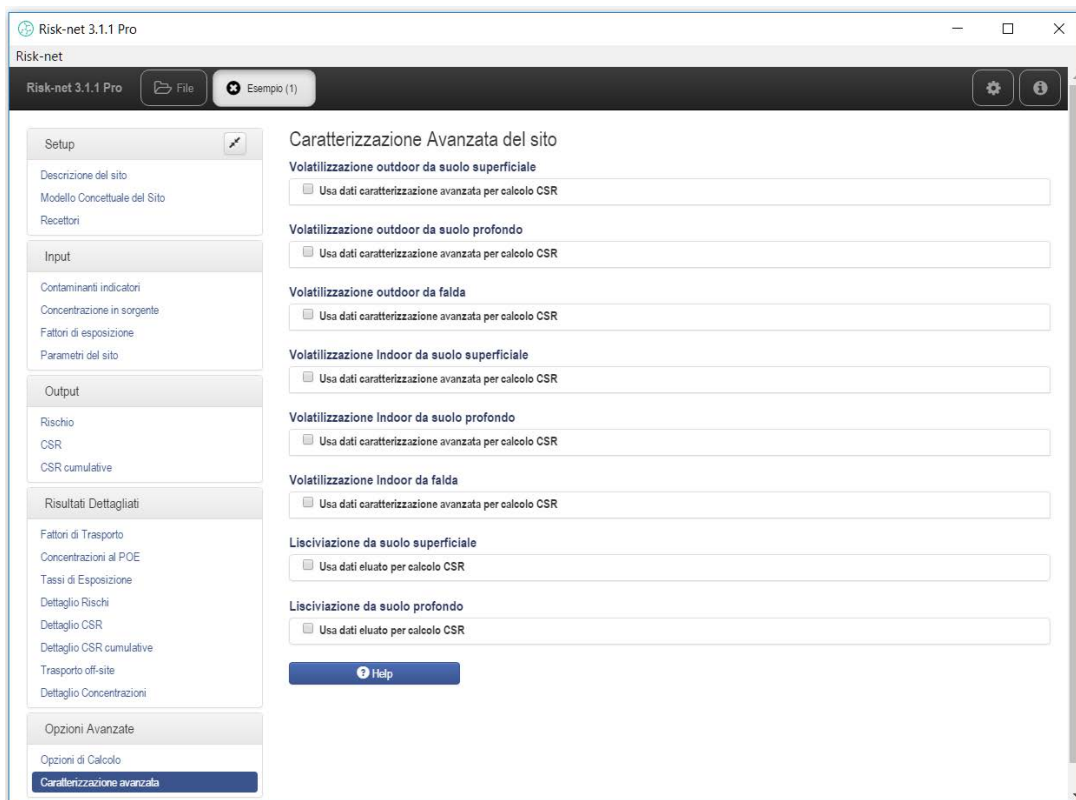 Risk-net 3.1.1 Pro
Risk-net
Risk-net 3.1.1 Pro
File
Esempio (1)
Setup
Descrizione del sito
Modello Concettuale del Sito
Recettori
Input
Contaminanti indicatori
Concentrazione in sorgente
Fattori di esposizione
Parametri del sito
Output
Rischio
CSR
CSR cumulative
Risultati Dettagliati
Fattori di Trasporto
Concentrazioni al POE
Tassi di Esposizione
Dettaglio Rischi
Dettaglio CSR
Dettaglio CSR cumulative
Trasporto off-site
Dettaglio Concentrazioni
Opzioni Avanzate
Opzioni di Calcolo
Caratterizzazione avanzata
Caratterizzazione Avanzata del sito
Volatilizzazione outdoor da suolo superficiale
Usa dati caratterizzazione avanzata per calcolo CSR
Volatilizzazione outdoor da suolo profondo
Usa dati caratterizzazione avanzata per calcolo CSR
Volatilizzazione outdoor da falda
Usa dati caratterizzazione avanzata per calcolo CSR
Volatilizzazione Indoor da suolo superficiale
Usa dati caratterizzazione avanzata per calcolo CSR
Volatilizzazione Indoor da suolo profondo
Usa dati caratterizzazione avanzata per calcolo CSR
Volatilizzazione Indoor da falda
Usa dati caratterizzazione avanzata per calcolo CSR
Lisciviazione da suolo superficiale
Usa dati eluato per calcolo CSR
Lisciviazione da suolo profondo
Usa dati eluato per calcolo CSR
Help